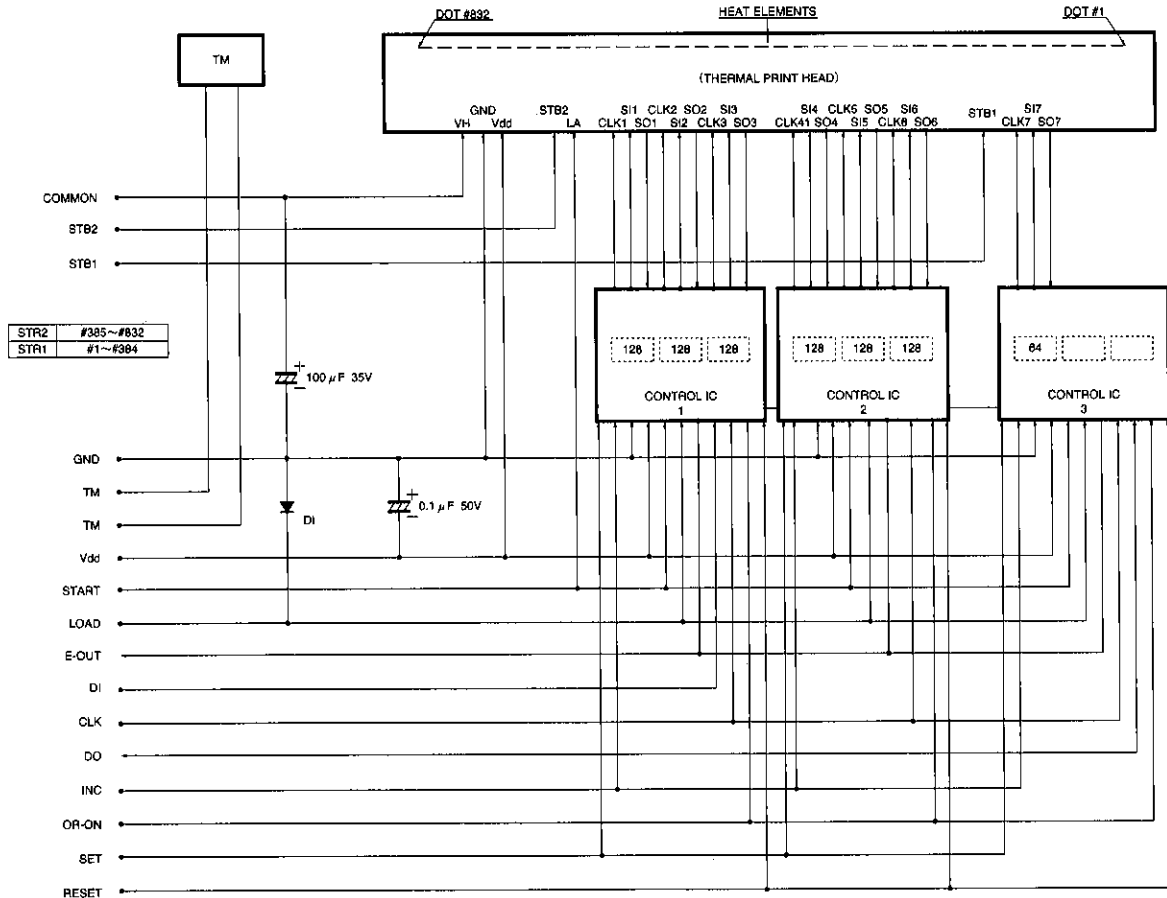 DOT #832 HEAT ELEMENTS DOT #1
TM
(THERMAL PRINT HEAD)
GND STB2 SI1 CLK2 SO2 SI3 SI4 CLK5 SO5 SI6 STB1 SI7
VH Vdd LA CLK1 SO1 SI2 CLK3 SO3 CLK41 SO4 SI5 CLK6 SO6 CLK7 SO7
COMMON
STB2
STB1
STR2 #385~#832
STR1 #1~#384
128 128 128
128 128 128
64
100 μF 35V
+
−
CONTROL IC
1
CONTROL IC
2
CONTROL IC
3
GND
TM
+
−
0.1 μF 50V
DI
TM
Vdd
START
LOAD
E-OUT
DI
CLK
DO
INC
OR-ON
SET
RESET